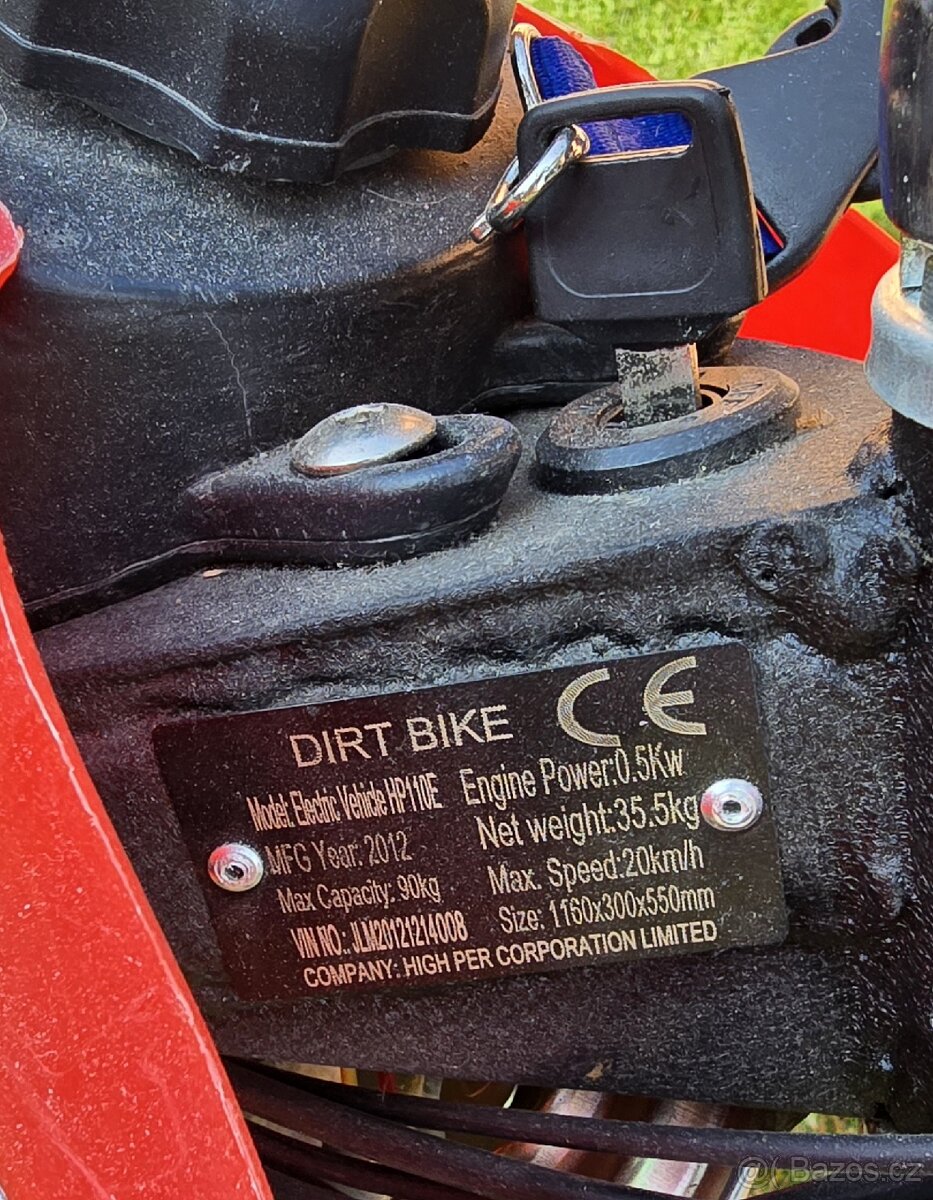 DIRT BIKE CE
Model: Electric Vehicle HP110E
MFG Year: 2012
Max Capacity: 90kg
VIN NO.: JLM20121214008
Engine Power:0.5Kw
Net weight:35.5kg
Max. Speed:20km/h
Size: 1160x300x550mm
COMPANY: HIGH PER CORPORATION LIMITED
Bazos.cz